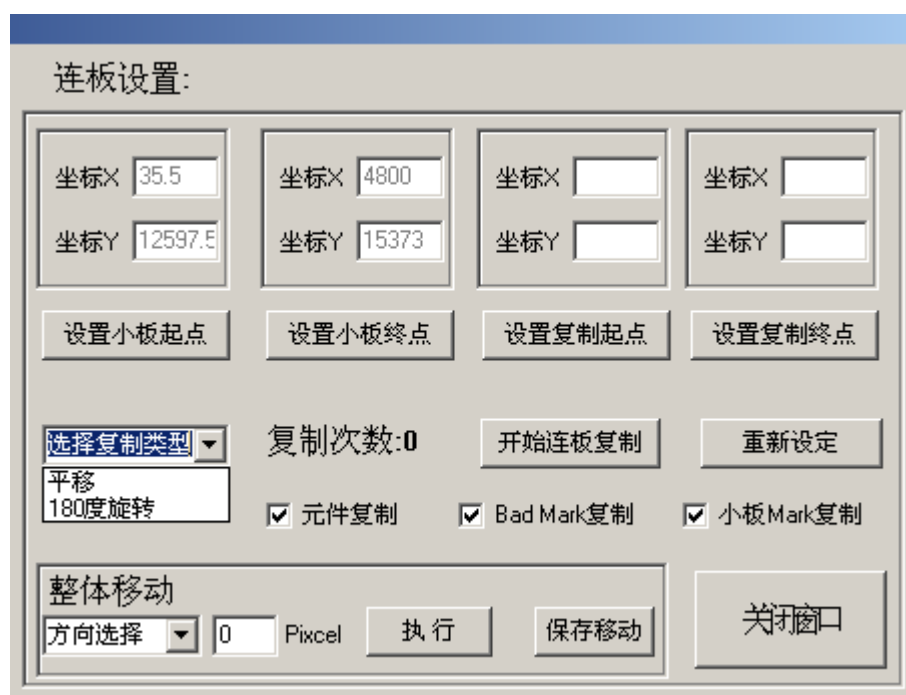 连板设置:
坐标X 35.5 坐标X 4800 坐标X 坐标X
坐标Y 12597.5 坐标Y 15373 坐标Y 坐标Y
设置小板起点 设置小板终点 设置复制起点 设置复制终点
选择复制类型 复制次数:0 开始连板复制 重新设定
平移
180度旋转 元件复制 Bad Mark复制 小板Mark复制
整体移动
方向选择 0 Pixcel 执行 保存移动 关闭窗口